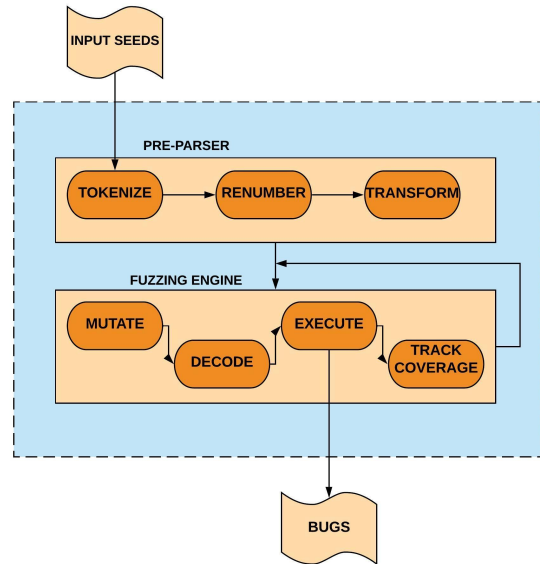 INPUT SEEDS
PRE-PARSER
TOKENIZE
RENUMBER
TRANSFORM
FUZZING ENGINE
MUTATE
DECODE
EXECUTE
TRACK
COVERAGE
BUGS